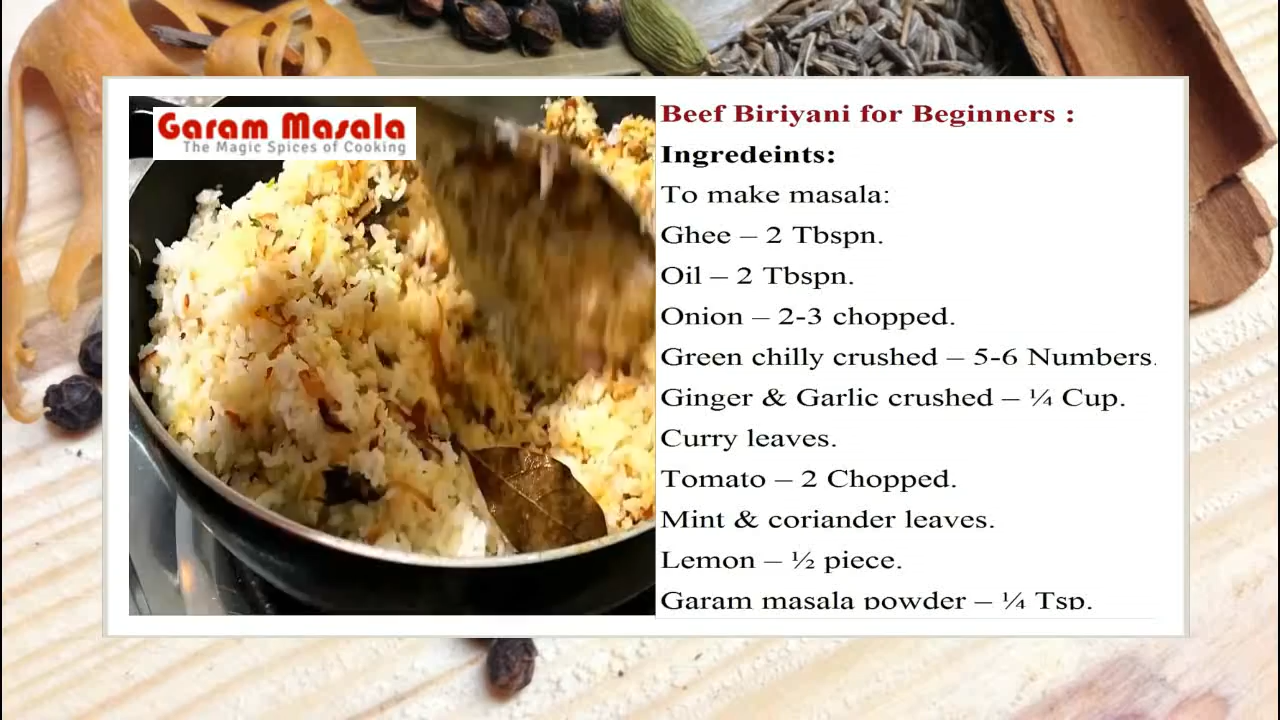 Garam Masala
The Magic Spices of Cooking
Beef Biriyani for Beginners :
Ingredeints:
To make masala:
Ghee – 2 Tbspn.
Oil – 2 Tbspn.
Onion – 2-3 chopped.
Green chilly crushed – 5-6 Numbers.
Ginger & Garlic crushed – ¼ Cup.
Curry leaves.
Tomato – 2 Chopped.
Mint & coriander leaves.
Lemon – ½ piece.
Garam masala powder – ¼ Tsp.